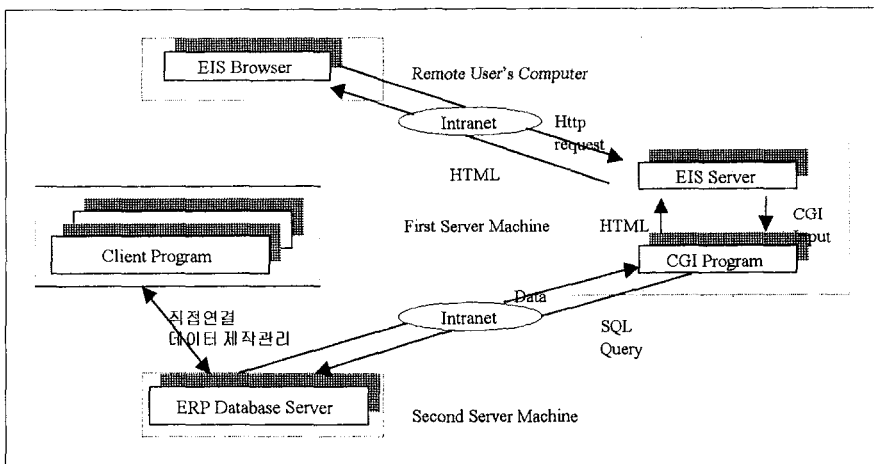 EIS Browser
Remote User's Computer
Intranet
Http
request
HTML
EIS Server
First Server Machine
HTML
CGI
Input
Client Program
CGI Program
Data
직접연결
데이터 제작관리
Intranet
SQL
Query
ERP Database Server
Second Server Machine